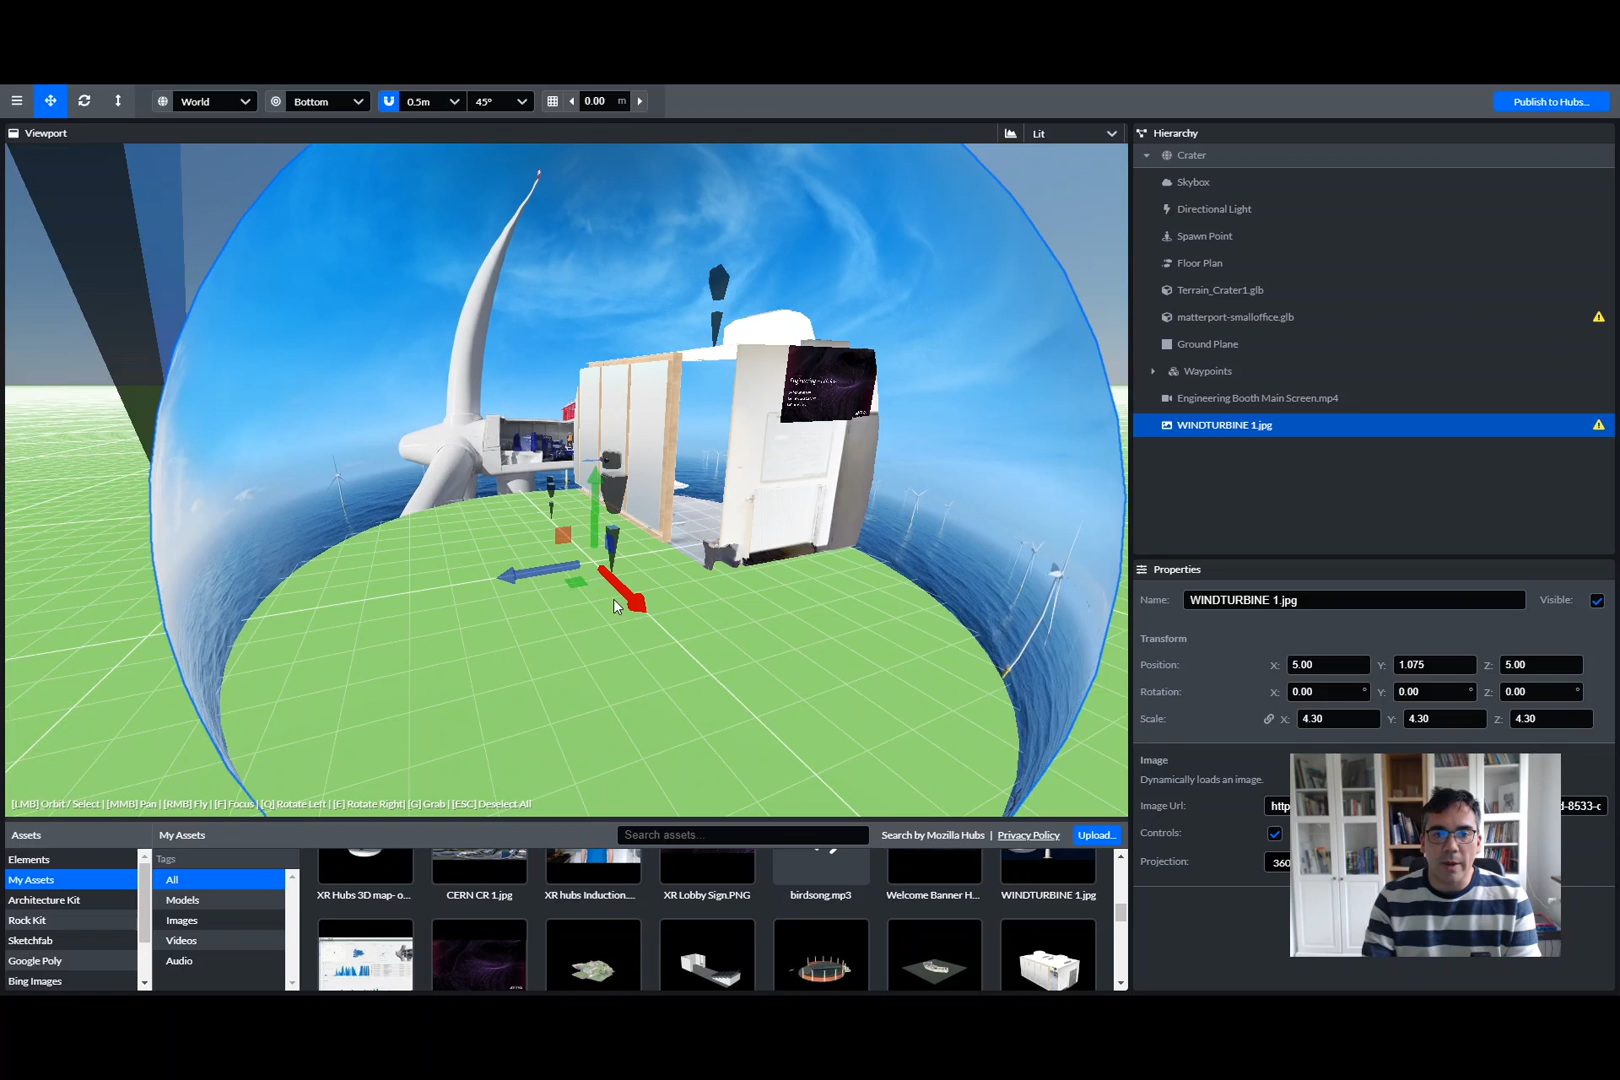 World
Bottom
0.5m
45°
0.00 m
Publish to Hubs...
Viewport
Lit
Hierarchy
Crater
Skybox
Directional Light
Spawn Point
Floor Plan
Terrain_Crater1.glb
matterport-smalloffice.glb
Ground Plane
Waypoints
Engineering Booth Main Screen.mp4
WINDTURBINE 1.jpg
[LMB] Orbit / Select | [MMB] Pan | [RMB] Fly | [F] Focus | [Q] Rotate Left | [E] Rotate Right| [G] Grab | [ESC] Deselect All
Properties
Name: WINDTURBINE 1.jpg Visible:
Transform
Position: X: 5.00 Y: 1.075 Z: 5.00
Rotation: X: 0.00 ° Y: 0.00 ° Z: 0.00 °
Scale: X: 4.30 Y: 4.30 Z: 4.30
Image
Dynamically loads an image.
Image Url: http d-8533-c
Controls:
Projection: 360
Assets
My Assets
Search assets...
Search by Mozilla Hubs | Privacy Policy
Upload...
Elements
My Assets
Architecture Kit
Rock Kit
Sketchfab
Google Poly
Bing Images
Tags
All
Models
Images
Videos
Audio
XR Hubs 3D map- o...
CERN CR 1.jpg
XR hubs Induction....
XR Lobby Sign.PNG
birdsong.mp3
Welcome Banner H...
WINDTURBINE 1.jpg